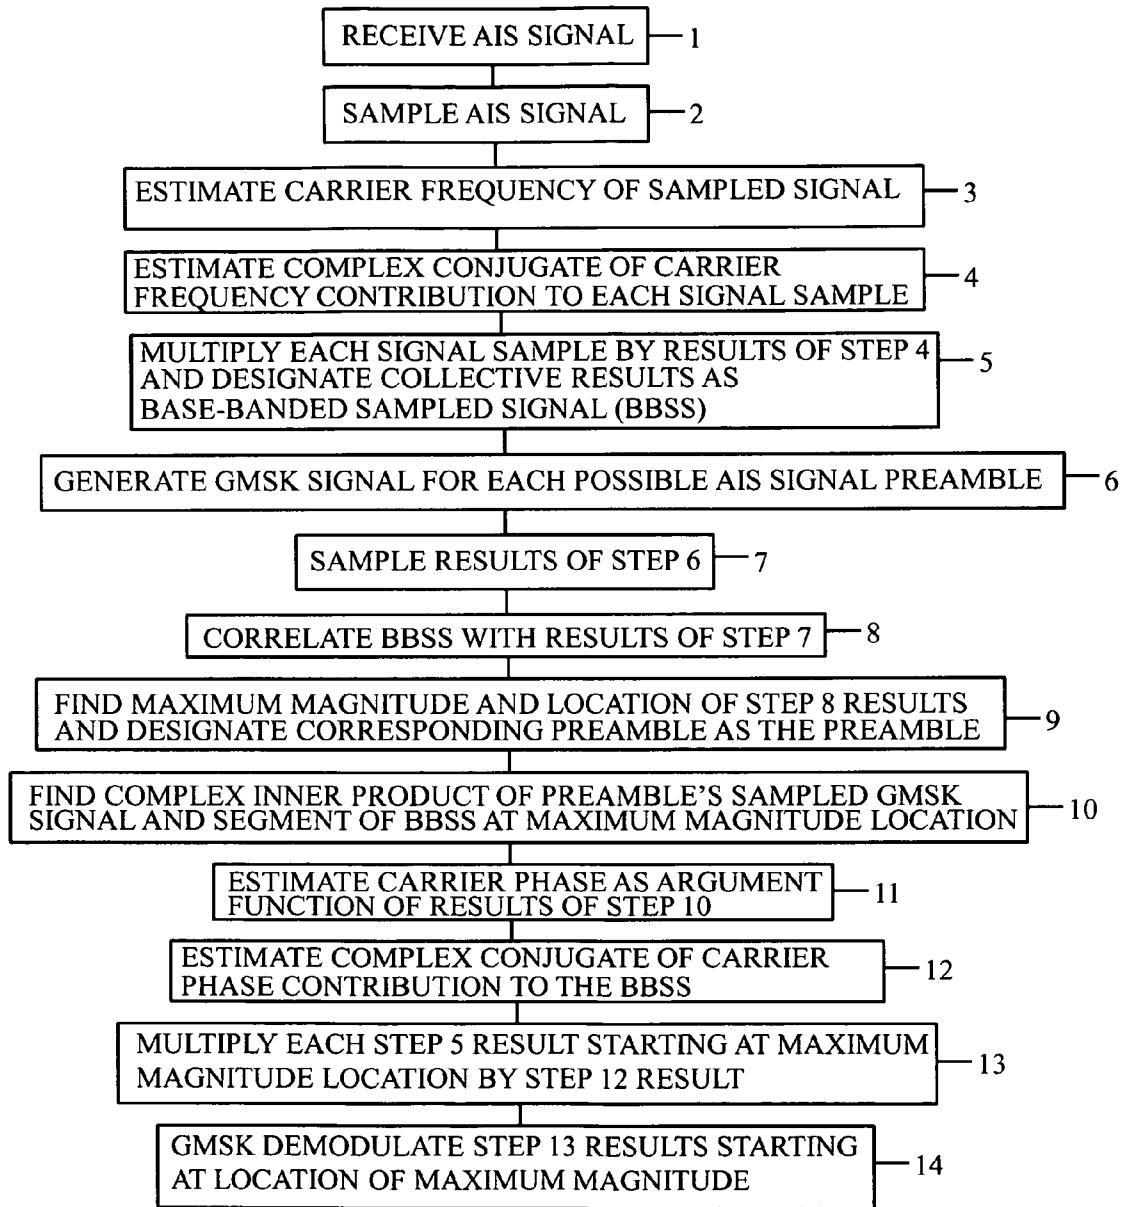 RECEIVE AIS SIGNAL
1
SAMPLE AIS SIGNAL
2
ESTIMATE CARRIER FREQUENCY OF SAMPLED SIGNAL
3
ESTIMATE COMPLEX CONJUGATE OF CARRIER
FREQUENCY CONTRIBUTION TO EACH SIGNAL SAMPLE
4
MULTIPLY EACH SIGNAL SAMPLE BY RESULTS OF STEP 4
AND DESIGNATE COLLECTIVE RESULTS AS
BASE-BANDED SAMPLED SIGNAL (BBSS)
5
GENERATE GMSK SIGNAL FOR EACH POSSIBLE AIS SIGNAL PREAMBLE
6
SAMPLE RESULTS OF STEP 6
7
CORRELATE BBSS WITH RESULTS OF STEP 7
8
FIND MAXIMUM MAGNITUDE AND LOCATION OF STEP 8 RESULTS
AND DESIGNATE CORRESPONDING PREAMBLE AS THE PREAMBLE
9
FIND COMPLEX INNER PRODUCT OF PREAMBLE'S SAMPLED GMSK
SIGNAL AND SEGMENT OF BBSS AT MAXIMUM MAGNITUDE LOCATION
10
ESTIMATE CARRIER PHASE AS ARGUMENT
FUNCTION OF RESULTS OF STEP 10
11
ESTIMATE COMPLEX CONJUGATE OF CARRIER
PHASE CONTRIBUTION TO THE BBSS
12
MULTIPLY EACH STEP 5 RESULT STARTING AT MAXIMUM
MAGNITUDE LOCATION BY STEP 12 RESULT
13
GMSK DEMODULATE STEP 13 RESULTS STARTING
AT LOCATION OF MAXIMUM MAGNITUDE
14